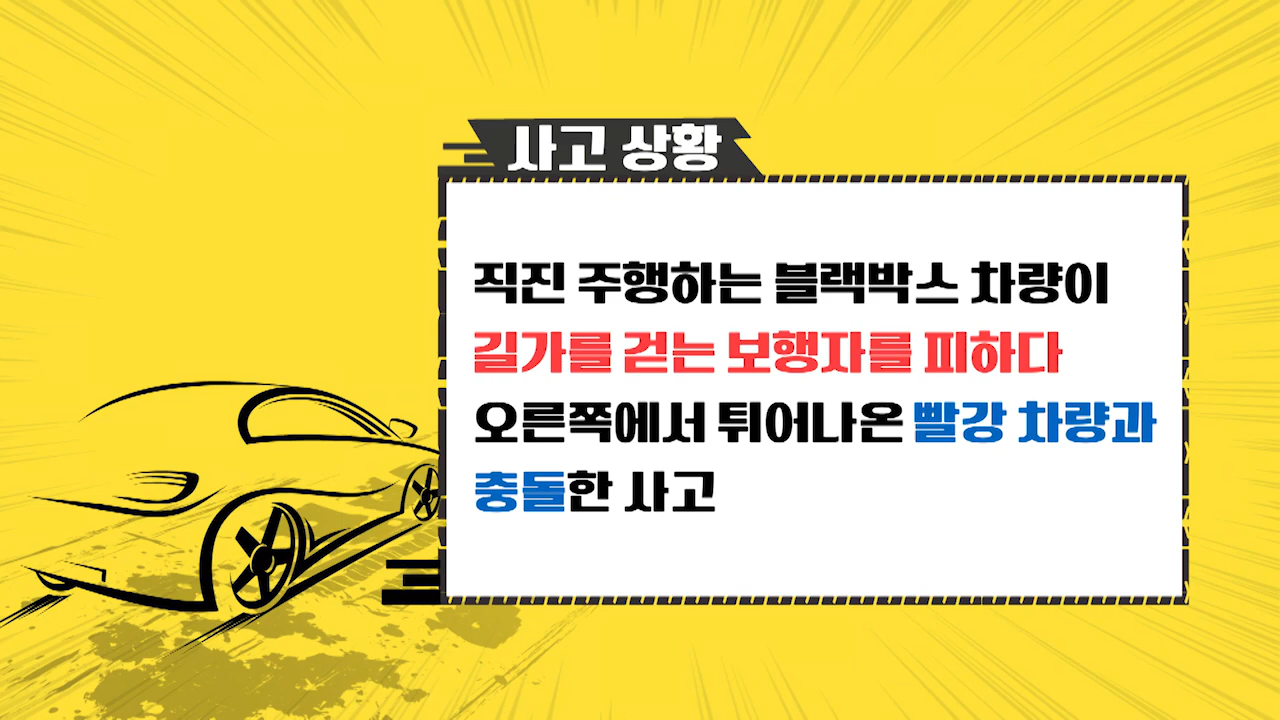 사고 상황
직진 주행하는 블랙박스 차량이
길가를 걷는 보행자를 피하다
오른쪽에서 튀어나온 빨강 차량과
충돌한 사고